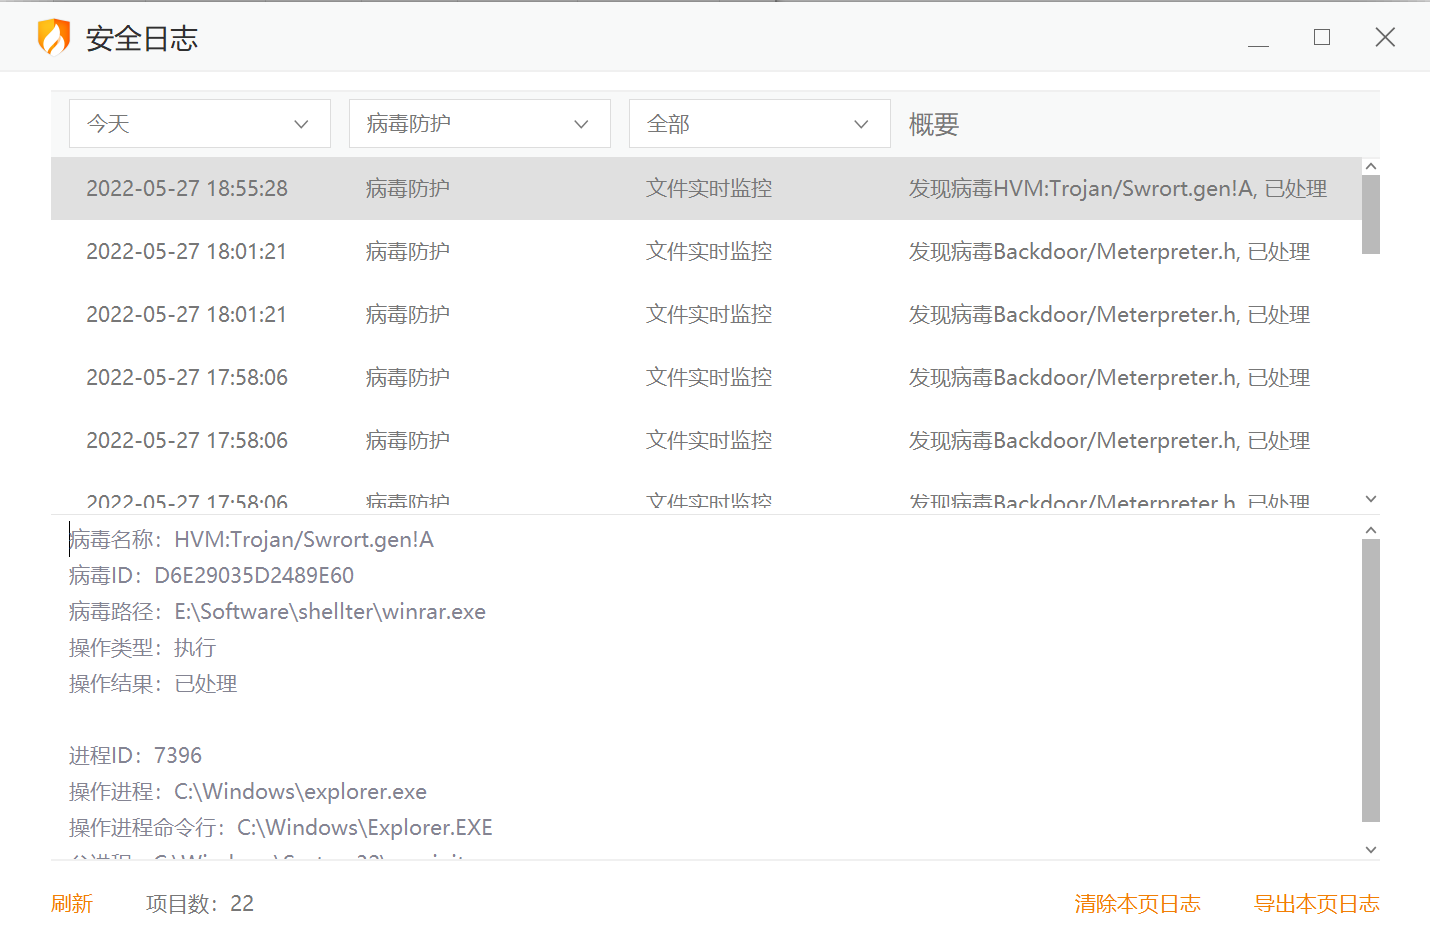 安全日志
今天 病毒防护 全部 概要
2022-05-27 18:55:28 病毒防护 文件实时监控 发现病毒HVM:Trojan/Swrort.gen!A, 已处理
2022-05-27 18:01:21 病毒防护 文件实时监控 发现病毒Backdoor/Meterpreter.h, 已处理
2022-05-27 18:01:21 病毒防护 文件实时监控 发现病毒Backdoor/Meterpreter.h, 已处理
2022-05-27 17:58:06 病毒防护 文件实时监控 发现病毒Backdoor/Meterpreter.h, 已处理
2022-05-27 17:58:06 病毒防护 文件实时监控 发现病毒Backdoor/Meterpreter.h, 已处理
2022-05-27 17:58:06 病毒防护 文件实时监控 发现病毒Backdoor/Meterpreter.h, 已处理
病毒名称：HVM:Trojan/Swrort.gen!A
病毒ID：D6E29035D2489E60
病毒路径：E:\Software\shellter\winrar.exe
操作类型：执行
操作结果：已处理
进程ID：7396
操作进程：C:\Windows\explorer.exe
操作进程命令行：C:\Windows\Explorer.EXE
刷新 项目数：22 清除本页日志 导出本页日志